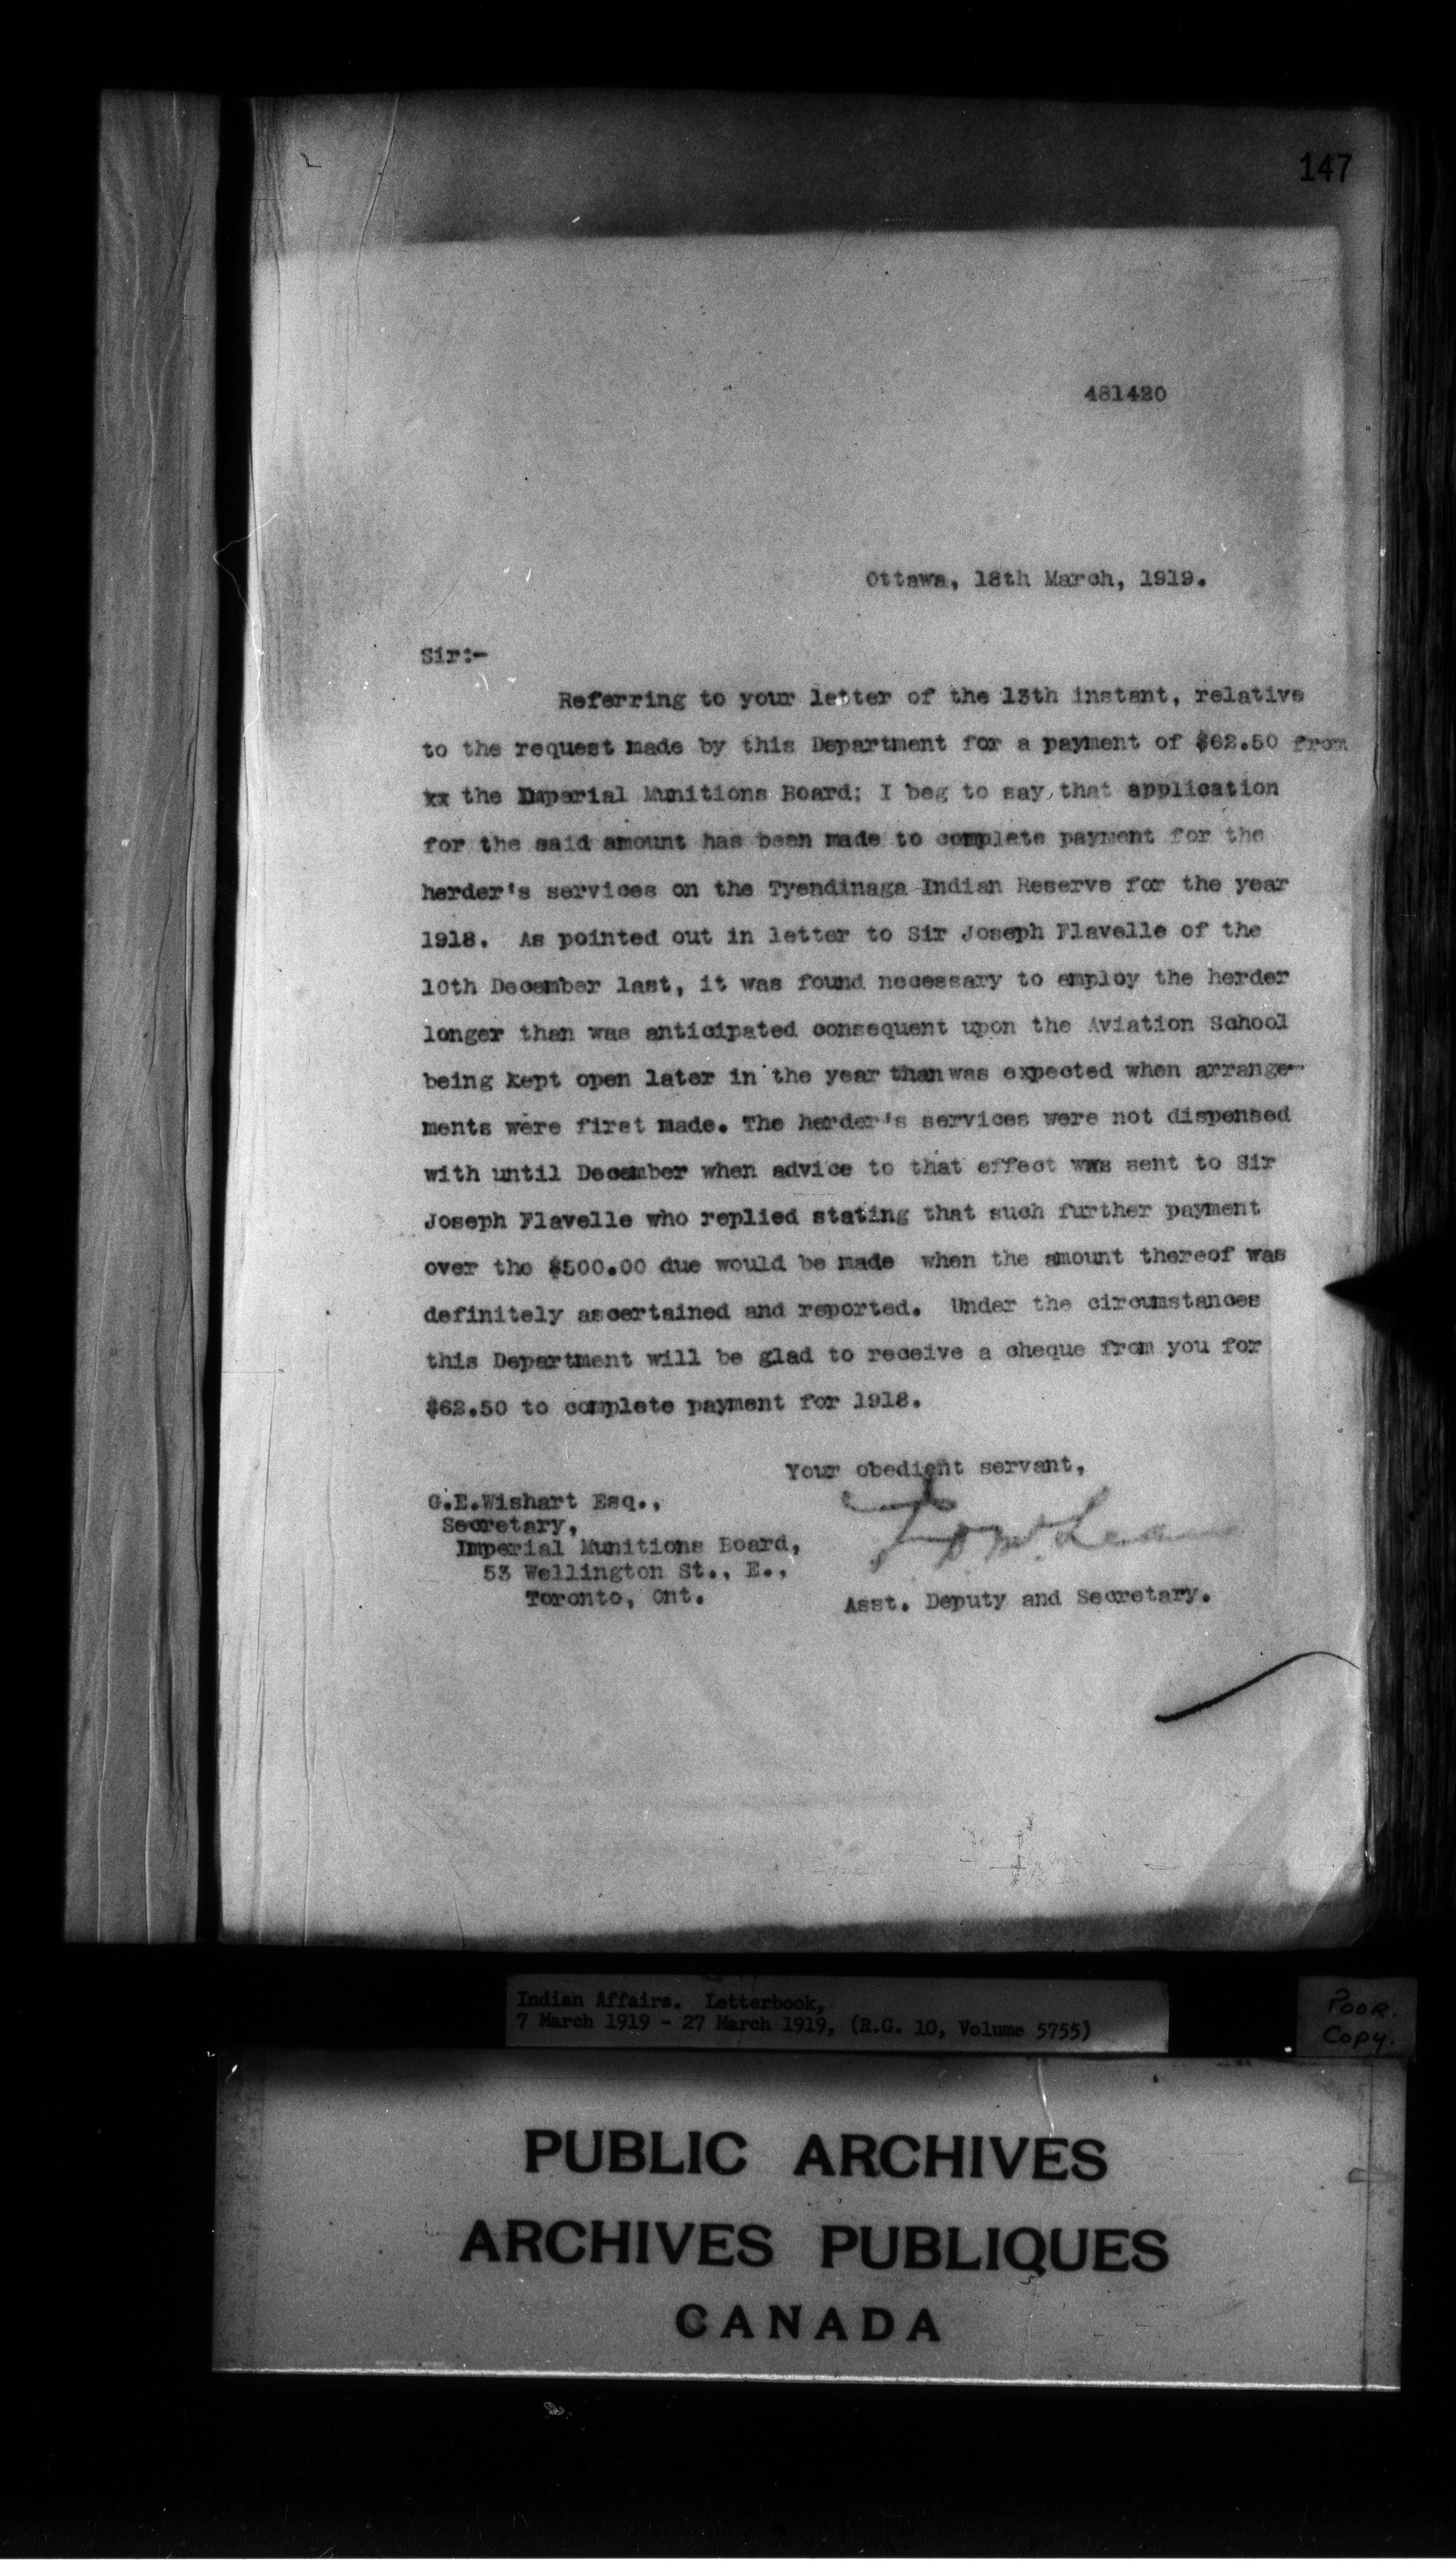 147
481420
Ottawa, 18th March, 1919.
Sir:-
Referring to your letter of the 13th instant, relative
to the request made by this Department for a payment of $62.50 from
xx the Imperial Munitions Board; I beg to say, that application
for the said amount has been made to complete payment for the
herder's services on the Tyendinaga Indian Reserve for the year
1918. As pointed out in letter to Sir Joseph Flavelle of the
10th December last, it was found necessary to employ the herder
longer than was anticipated consequent upon the Aviation School
being kept open later in the year than was expected when arrange-
ments were first made. The herder's services were not dispensed
with until December when advice to that effect was sent to Sir
Joseph Flavelle who replied stating that such further payment
over the $500.00 due would be made when the amount thereof was
definitely ascertained and reported. Under the circumstances
this Department will be glad to receive a cheque from you for
$62.50 to complete payment for 1918.
Your obedient servant,
G.E.Wishart Esq.,
Secretary,
Imperial Munitions Board,
53 Wellington St., E.,
Toronto, Ont.
Asst. Deputy and Secretary.
Indian Affairs. Letterbook,
7 March 1919 - 27 March 1919, (R.G. 10, Volume 5755)
Poor.
Copy.
PUBLIC ARCHIVES
ARCHIVES PUBLIQUES
CANADA